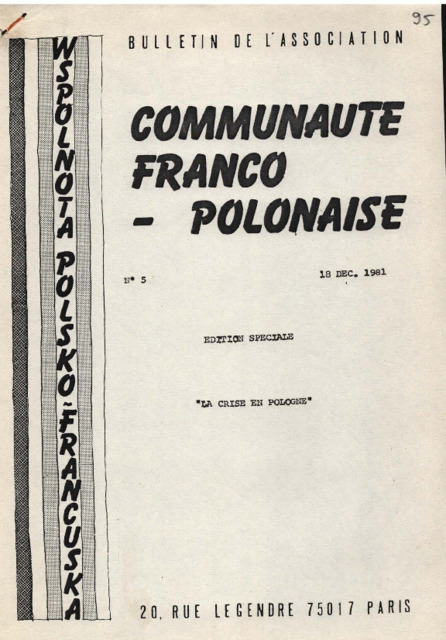 95
BULLETIN DE L'ASSOCIATION
COMMUNAUTE
FRANCO
- POLONAISE
WSPOLNOTA POLSKO-FRANCUSKA
N° 5 18 DEC. 1981
EDITION SPECIALE
"LA CRISE EN POLOGNE"
20, RUE LEGENDRE 75017 PARIS